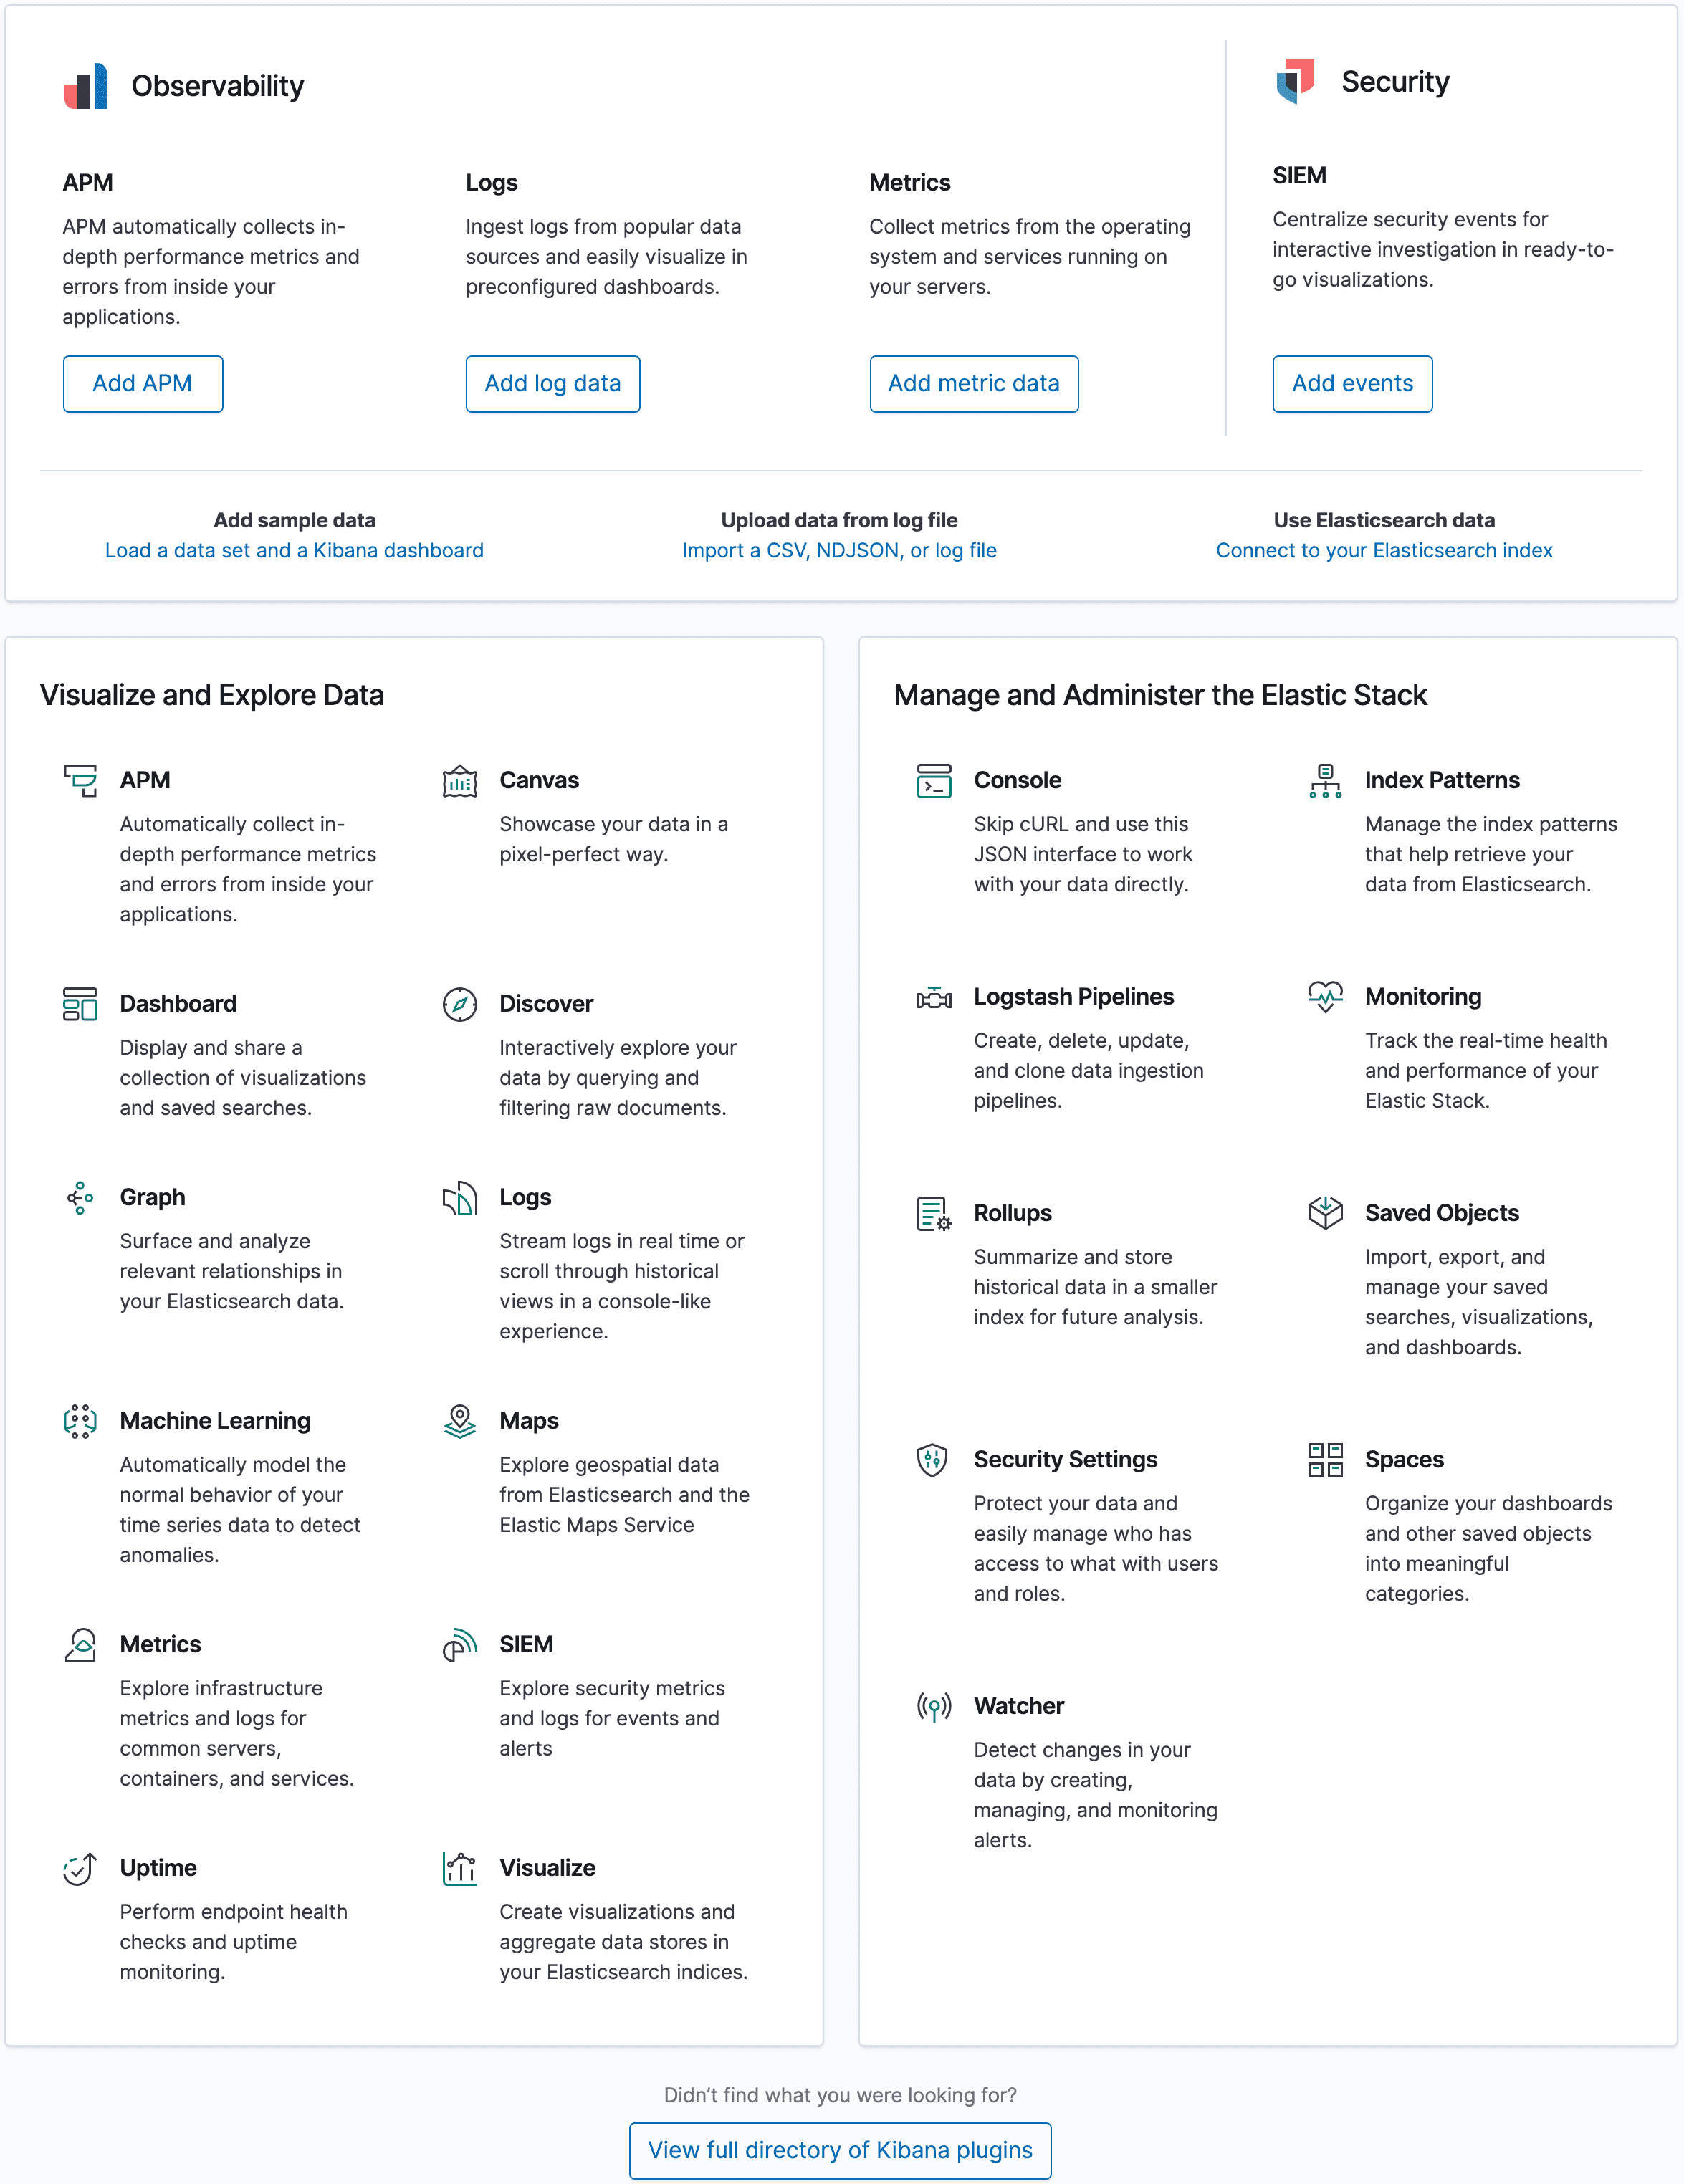 Observability
APM
APM automatically collects in-
depth performance metrics and
errors from inside your
applications.
Add APM
Logs
Ingest logs from popular data
sources and easily visualize in
preconfigured dashboards.
Add log data
Metrics
Collect metrics from the operating
system and services running on
your servers.
Add metric data
Security
SIEM
Centralize security events for
interactive investigation in ready-to-
go visualizations.
Add events
Add sample data
Load a data set and a Kibana dashboard
Upload data from log file
Import a CSV, NDJSON, or log file
Use Elasticsearch data
Connect to your Elasticsearch index
Visualize and Explore Data
APM
Automatically collect in-
depth performance metrics
and errors from inside your
applications.
Canvas
Showcase your data in a
pixel-perfect way.
Dashboard
Display and share a
collection of visualizations
and saved searches.
Discover
Interactively explore your
data by querying and
filtering raw documents.
Graph
Surface and analyze
relevant relationships in
your Elasticsearch data.
Logs
Stream logs in real time or
scroll through historical
views in a console-like
experience.
Machine Learning
Automatically model the
normal behavior of your
time series data to detect
anomalies.
Maps
Explore geospatial data
from Elasticsearch and the
Elastic Maps Service
Metrics
Explore infrastructure
metrics and logs for
common servers,
containers, and services.
SIEM
Explore security metrics
and logs for events and
alerts
Uptime
Perform endpoint health
checks and uptime
monitoring.
Visualize
Create visualizations and
aggregate data stores in
your Elasticsearch indices.
Manage and Administer the Elastic Stack
Console
Skip cURL and use this
JSON interface to work
with your data directly.
Index Patterns
Manage the index patterns
that help retrieve your
data from Elasticsearch.
Logstash Pipelines
Create, delete, update,
and clone data ingestion
pipelines.
Monitoring
Track the real-time health
and performance of your
Elastic Stack.
Rollups
Summarize and store
historical data in a smaller
index for future analysis.
Saved Objects
Import, export, and
manage your saved
searches, visualizations,
and dashboards.
Security Settings
Protect your data and
easily manage who has
access to what with users
and roles.
Spaces
Organize your dashboards
and other saved objects
into meaningful
categories.
Watcher
Detect changes in your
data by creating,
managing, and monitoring
alerts.
Didn’t find what you were looking for?
View full directory of Kibana plugins